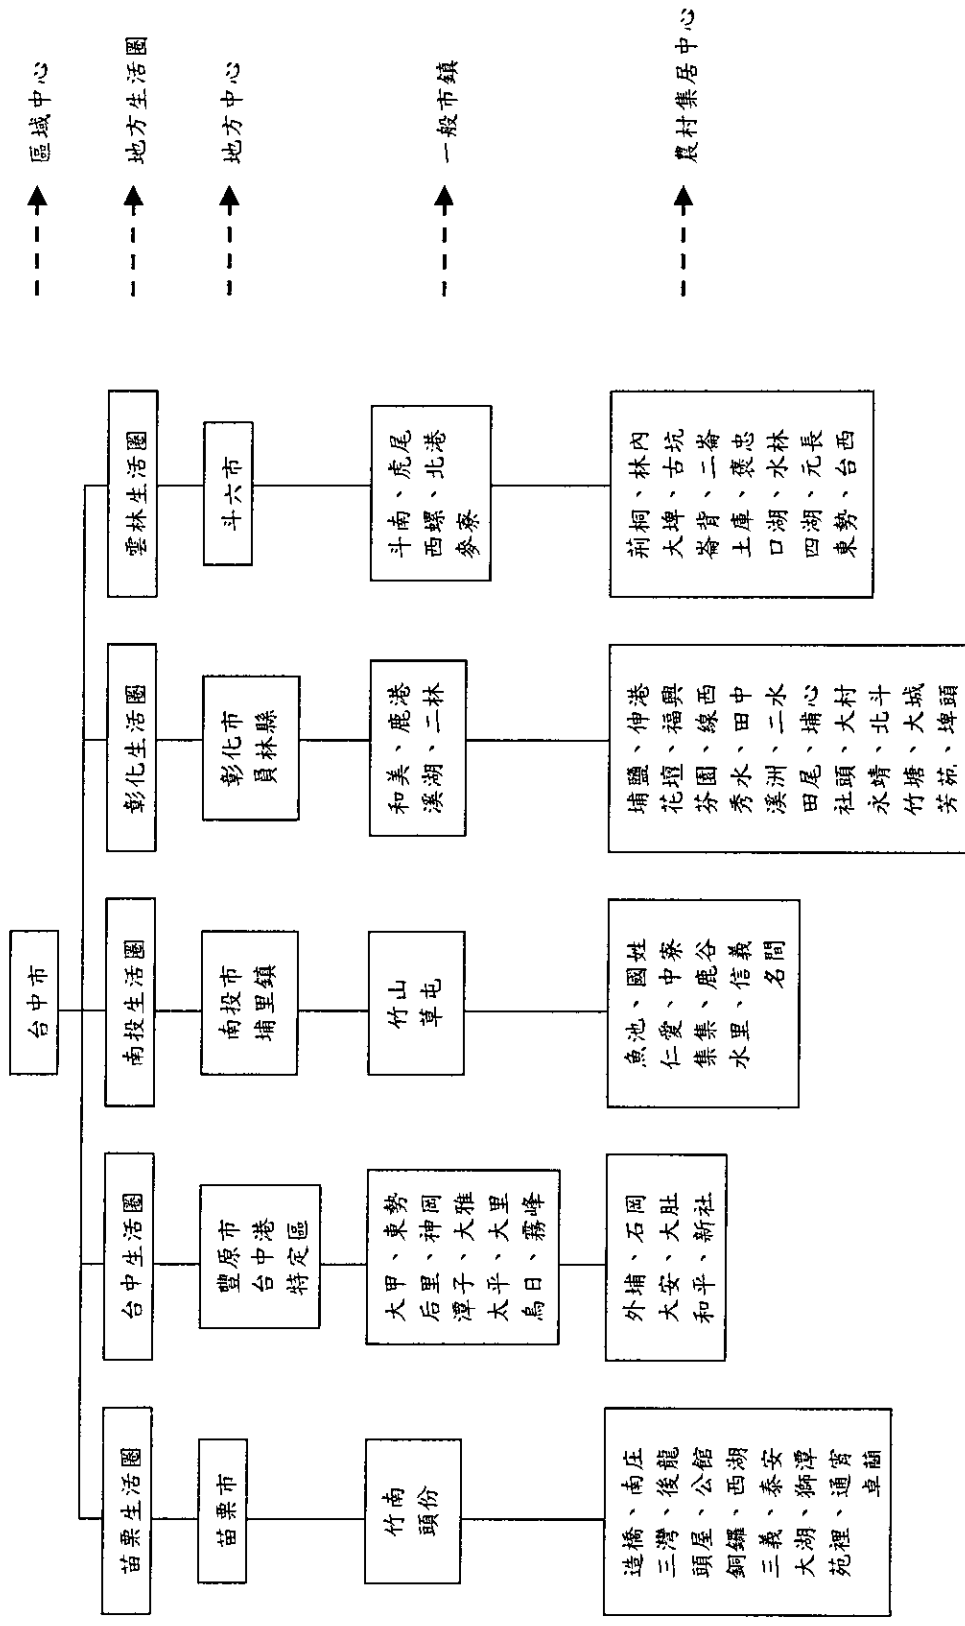 台中市
區域中心
苗栗生活圈
台中生活圈
南投生活圈
彰化生活圈
雲林生活圈
地方生活圈
苗栗市
豐原市
台中港
特定區
南投市
埔里鎮
彰化市
員林縣
斗六市
地方中心
竹南
頭份
大甲、東勢
后里、神岡
潭子、大雅
太平、大里
烏日、霧峰
竹山
草屯
和美、鹿港
溪湖、二林
斗南、虎尾
西螺、北港
麥寮
一般市鎮
造橋、南庄
三灣、後龍
頭屋、公館
銅鑼、西湖
三義、泰安
大湖、獅潭
苑裡、通宵
卓蘭
外埔、石岡
大安、大肚
和平、新社
魚池、國姓
仁愛、中寮
集集、鹿谷
水里、信義
名間
埔鹽、伸港
花壇、福興
芬園、線西
秀水、田中
溪洲、二水
田尾、埔心
社頭、大村
永靖、北斗
竹塘、大城
芳苑、埤頭
荊桐、林內
大埤、古坑
崙背、二崙
土庫、褒忠
口湖、水林
四湖、元長
東勢、台西
農村集居中心